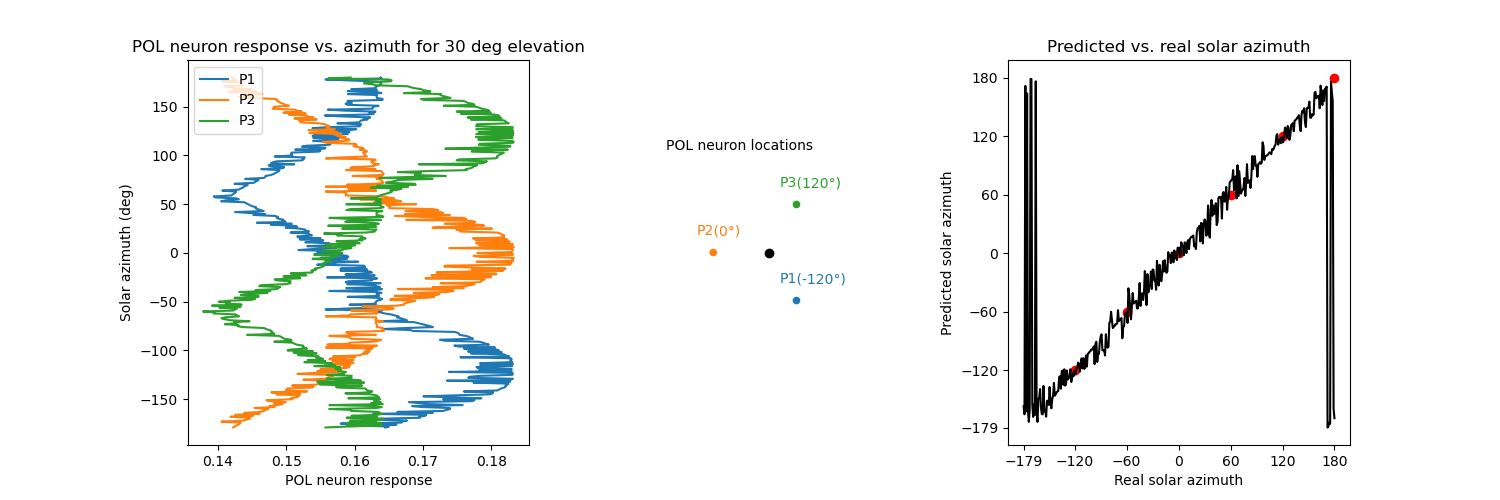 POL neuron response vs. azimuth for 30 deg elevation
P1
P2
P3
150
100
50
0
−50
−100
−150
Solar azimuth (deg)
0.14 0.15 0.16 0.17 0.18
POL neuron response
POL neuron locations
P3(120°)
P2(0°)
P1(-120°)
Predicted vs. real solar azimuth
180
120
60
0
−60
−120
−179
Predicted solar azimuth
−179 −120 −60 0 60 120 180
Real solar azimuth